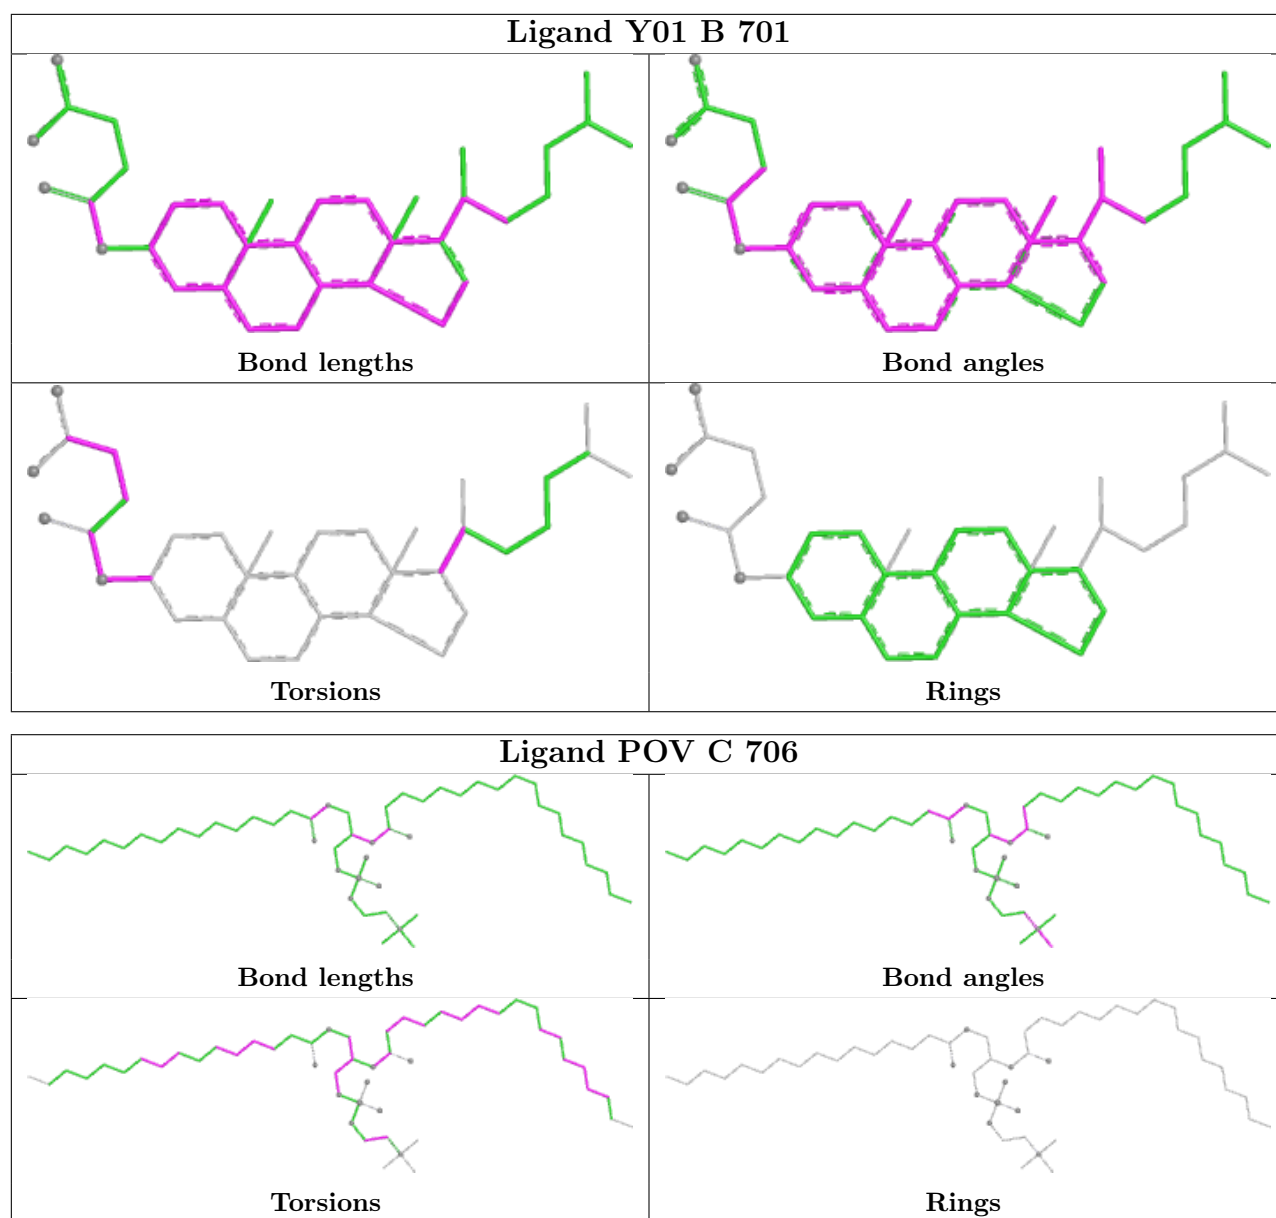 Ligand Y01 B 701
Bond lengths
Bond angles
Torsions
Rings
Ligand POV C 706
Bond lengths
Bond angles
Torsions
Rings